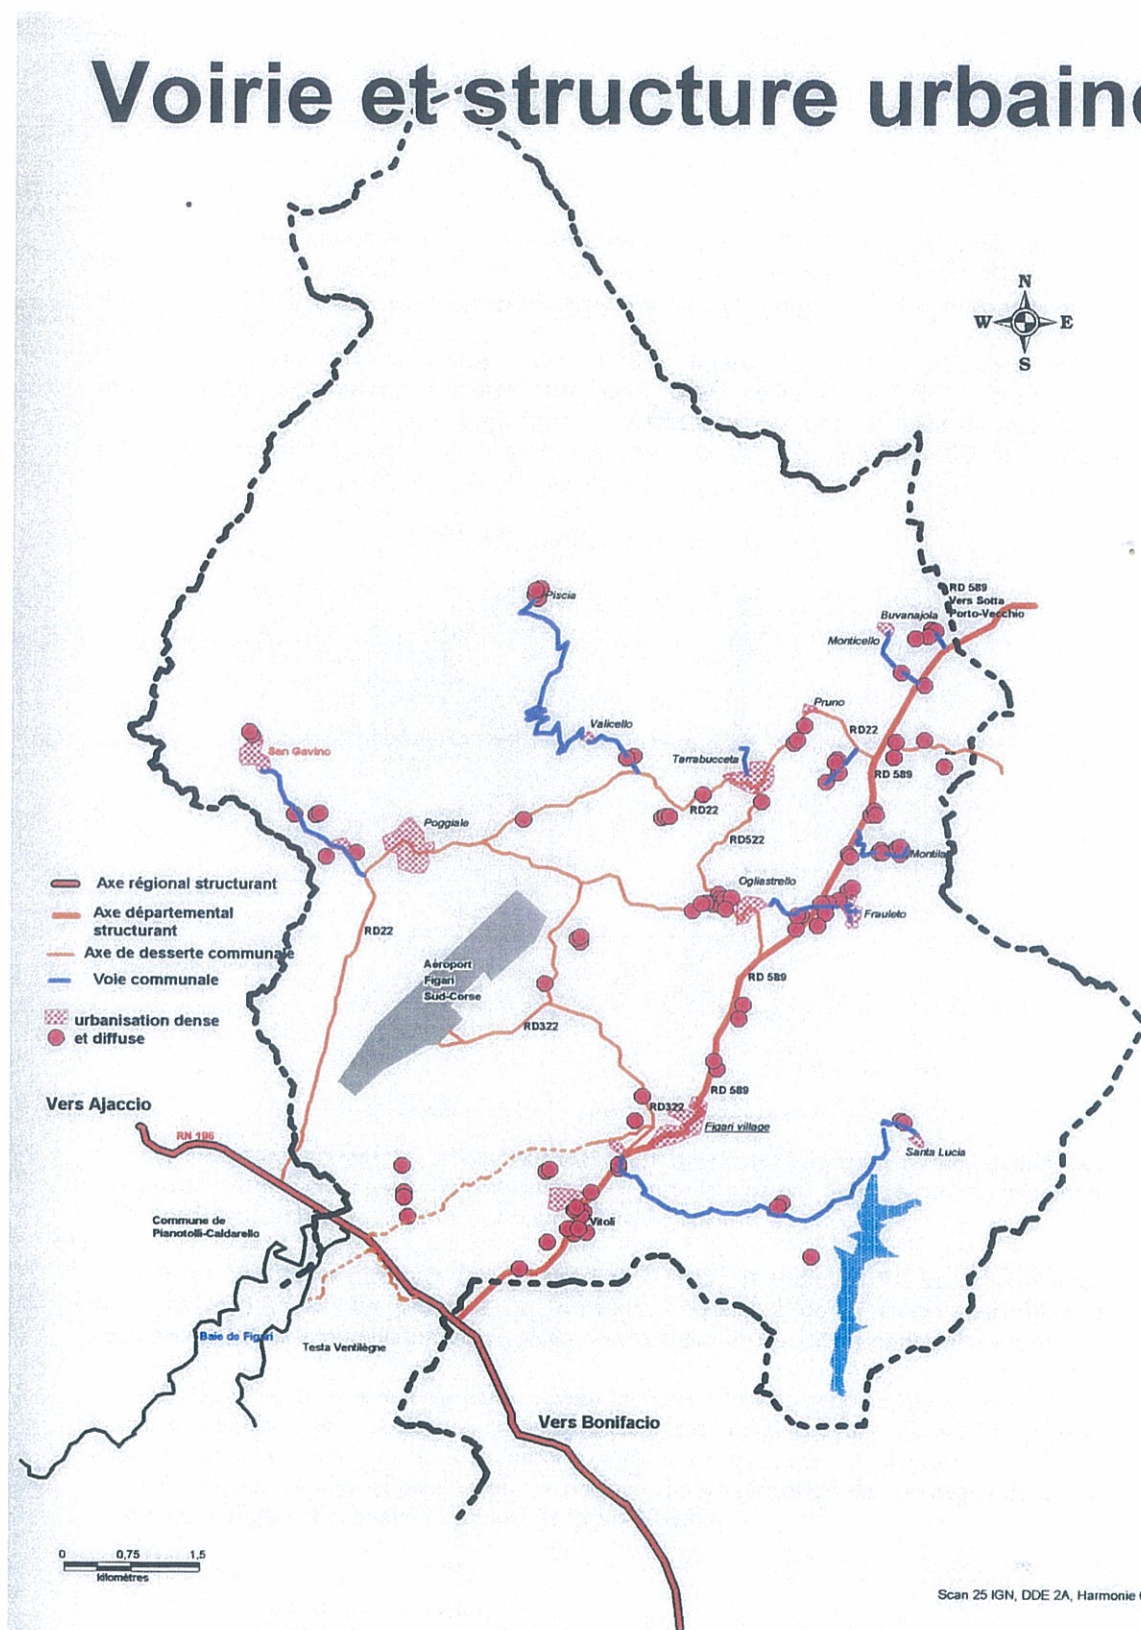 Voirie et structure urbaine
N
W E
S
RD 589
Vers Sotta
Porto-Vecchio
Piscia
Buvanajola
Monticello
Pruno
Valicello
RD22
San Gavino
Tarrabucceta
RD 589
RD22
Poggiale
RD522
Montila
Axe régional structurant
Ogliastrello
Axe départemental
structurant
Frauleto
RD22
Axe de desserte communale
Aéroport
Figari
Sud-Corse
Voie communale
RD 589
urbanisation dense
et diffuse
RD322
RD 589
Vers Ajaccio
RD322
Figari village
RN 196
Santa Lucia
Commune de
Pianotolli-Caldarello
Vitoli
Baie de Figari
Testa Ventilègne
Vers Bonifacio
0 0,75 1,5
kilomètres
Scan 25 IGN, DDE 2A, Harmonie